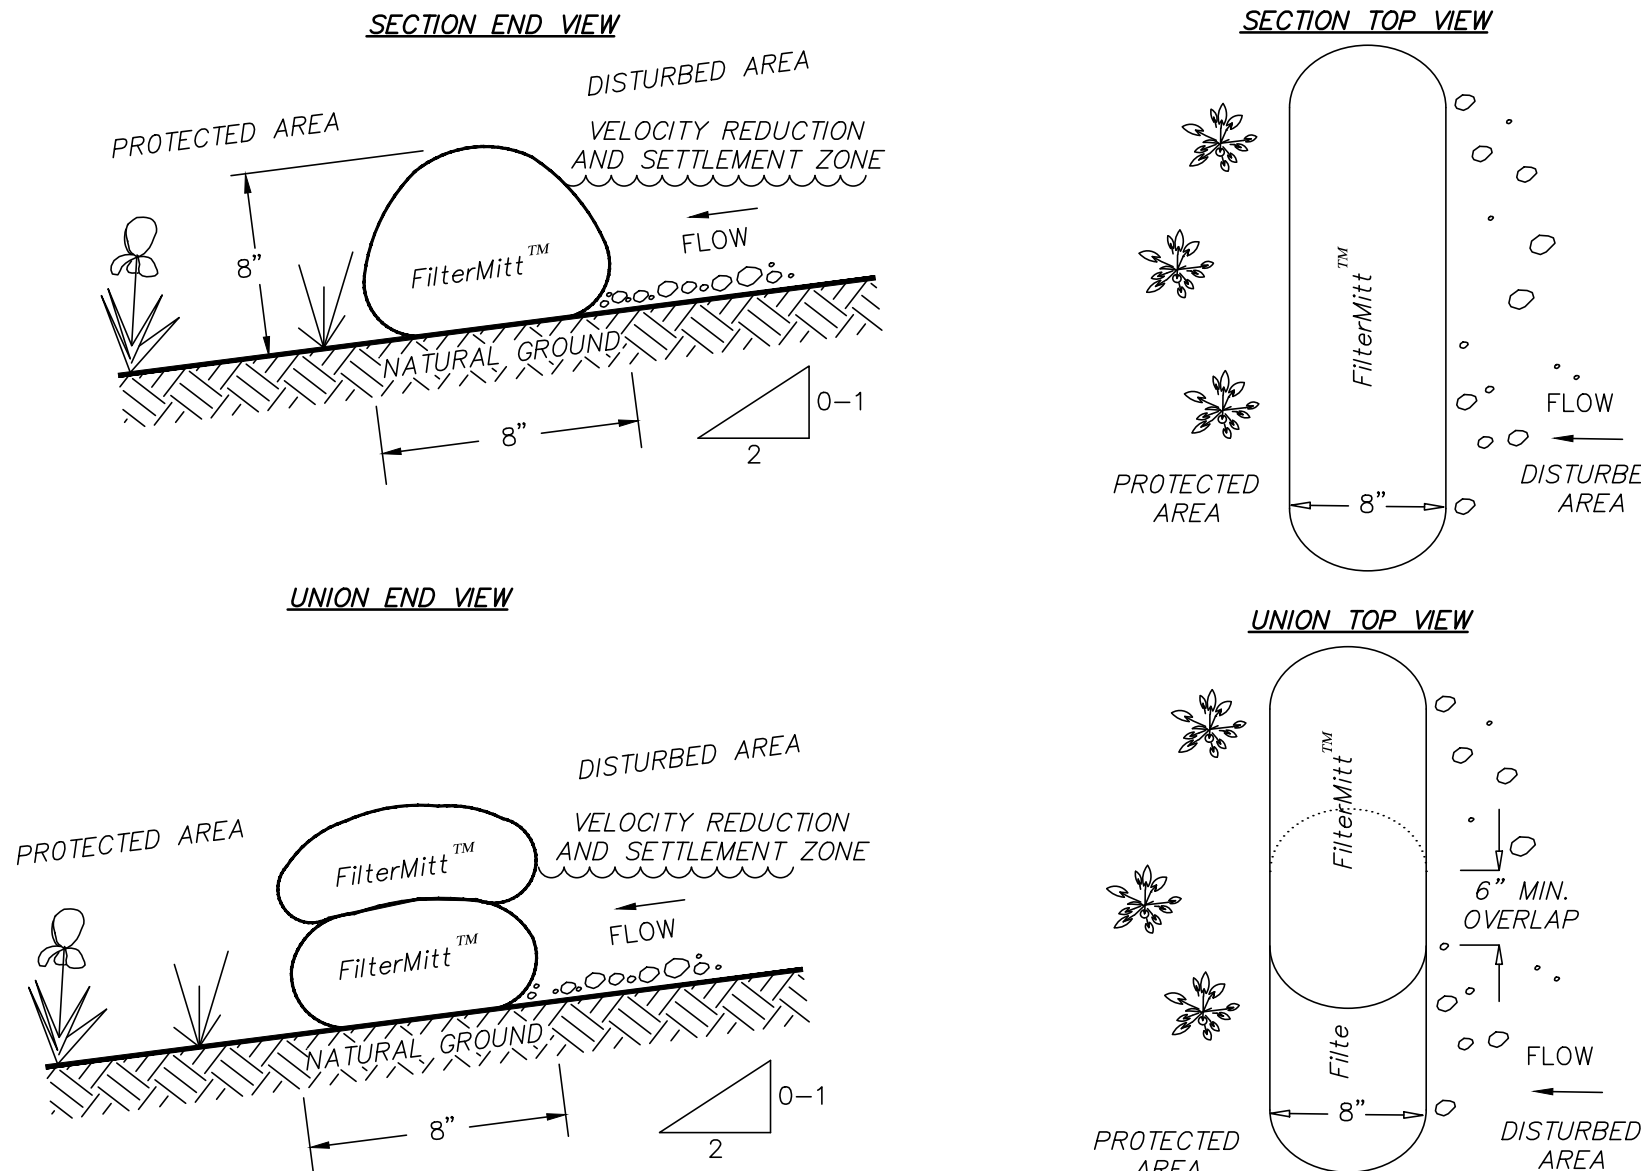 SECTION END VIEW
DISTURBED AREA
PROTECTED AREA
VELOCITY REDUCTION
AND SETTLEMENT ZONE
FLOW
8”
FilterMitt™
NATURAL GROUND
8”
0–1
2
SECTION TOP VIEW
FilterMitt™
FLOW
DISTURBE
AREA
PROTECTED
AREA
8”
UNION END VIEW
DISTURBED AREA
PROTECTED AREA
VELOCITY REDUCTION
AND SETTLEMENT ZONE
FilterMitt™
FLOW
FilterMitt™
NATURAL GROUND
8”
0–1
2
UNION TOP VIEW
FilterMitt™
6” MIN.
OVERLAP
Filte
FLOW
8”
DISTURBED
AREA
PROTECTED
AREA